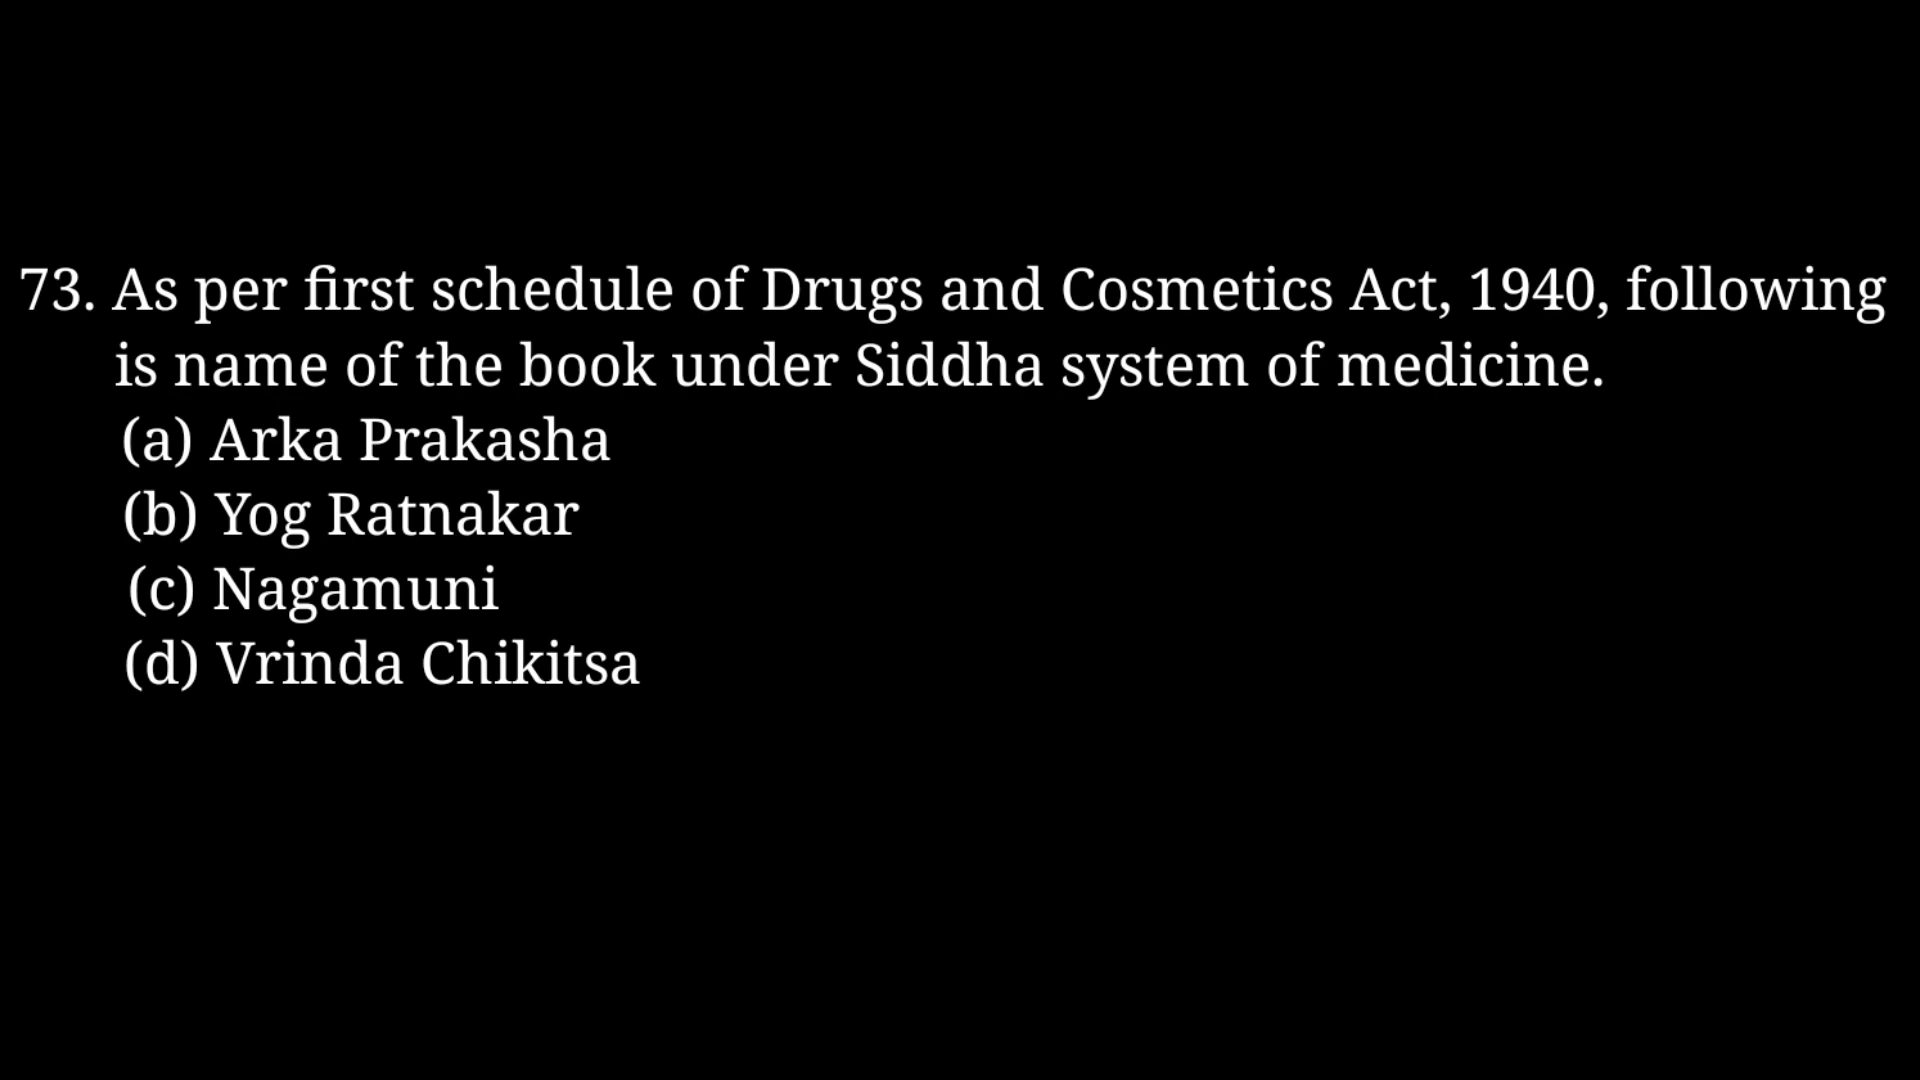 73. As per first schedule of Drugs and Cosmetics Act, 1940, following
is name of the book under Siddha system of medicine.
(a) Arka Prakasha
(b) Yog Ratnakar
(c) Nagamuni
(d) Vrinda Chikitsa